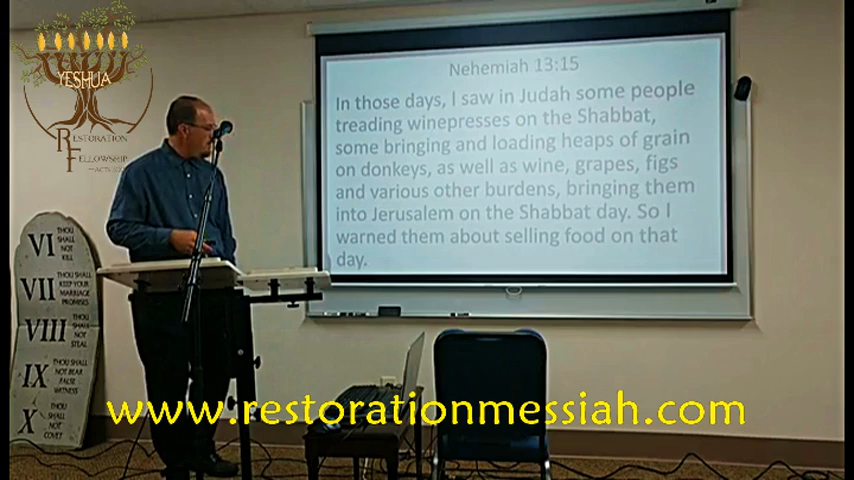 YESHUA
RESTORATION
FELLOWSHIP
Nehemiah 13:15
In those days, I saw in Judah some people
treading winepresses on the Shabbat,
some bringing and loading heaps of grain
on donkeys, as well as wine, grapes, figs
and various other burdens, bringing them
into Jerusalem on the Shabbat day. So I
warned them about selling food on that
day.
VI THOU
SHALL
NOT
KILL
VII THOU SHALL
KEEP YOUR
MARRIAGE
PROMISES
VIII THOU
SHALL
NOT
STEAL
IX THOU SHALL
NOT BEAR
FALSE
WITNESS
X THOU
SHALL
NOT
COVET
www.restorationmessiah.com